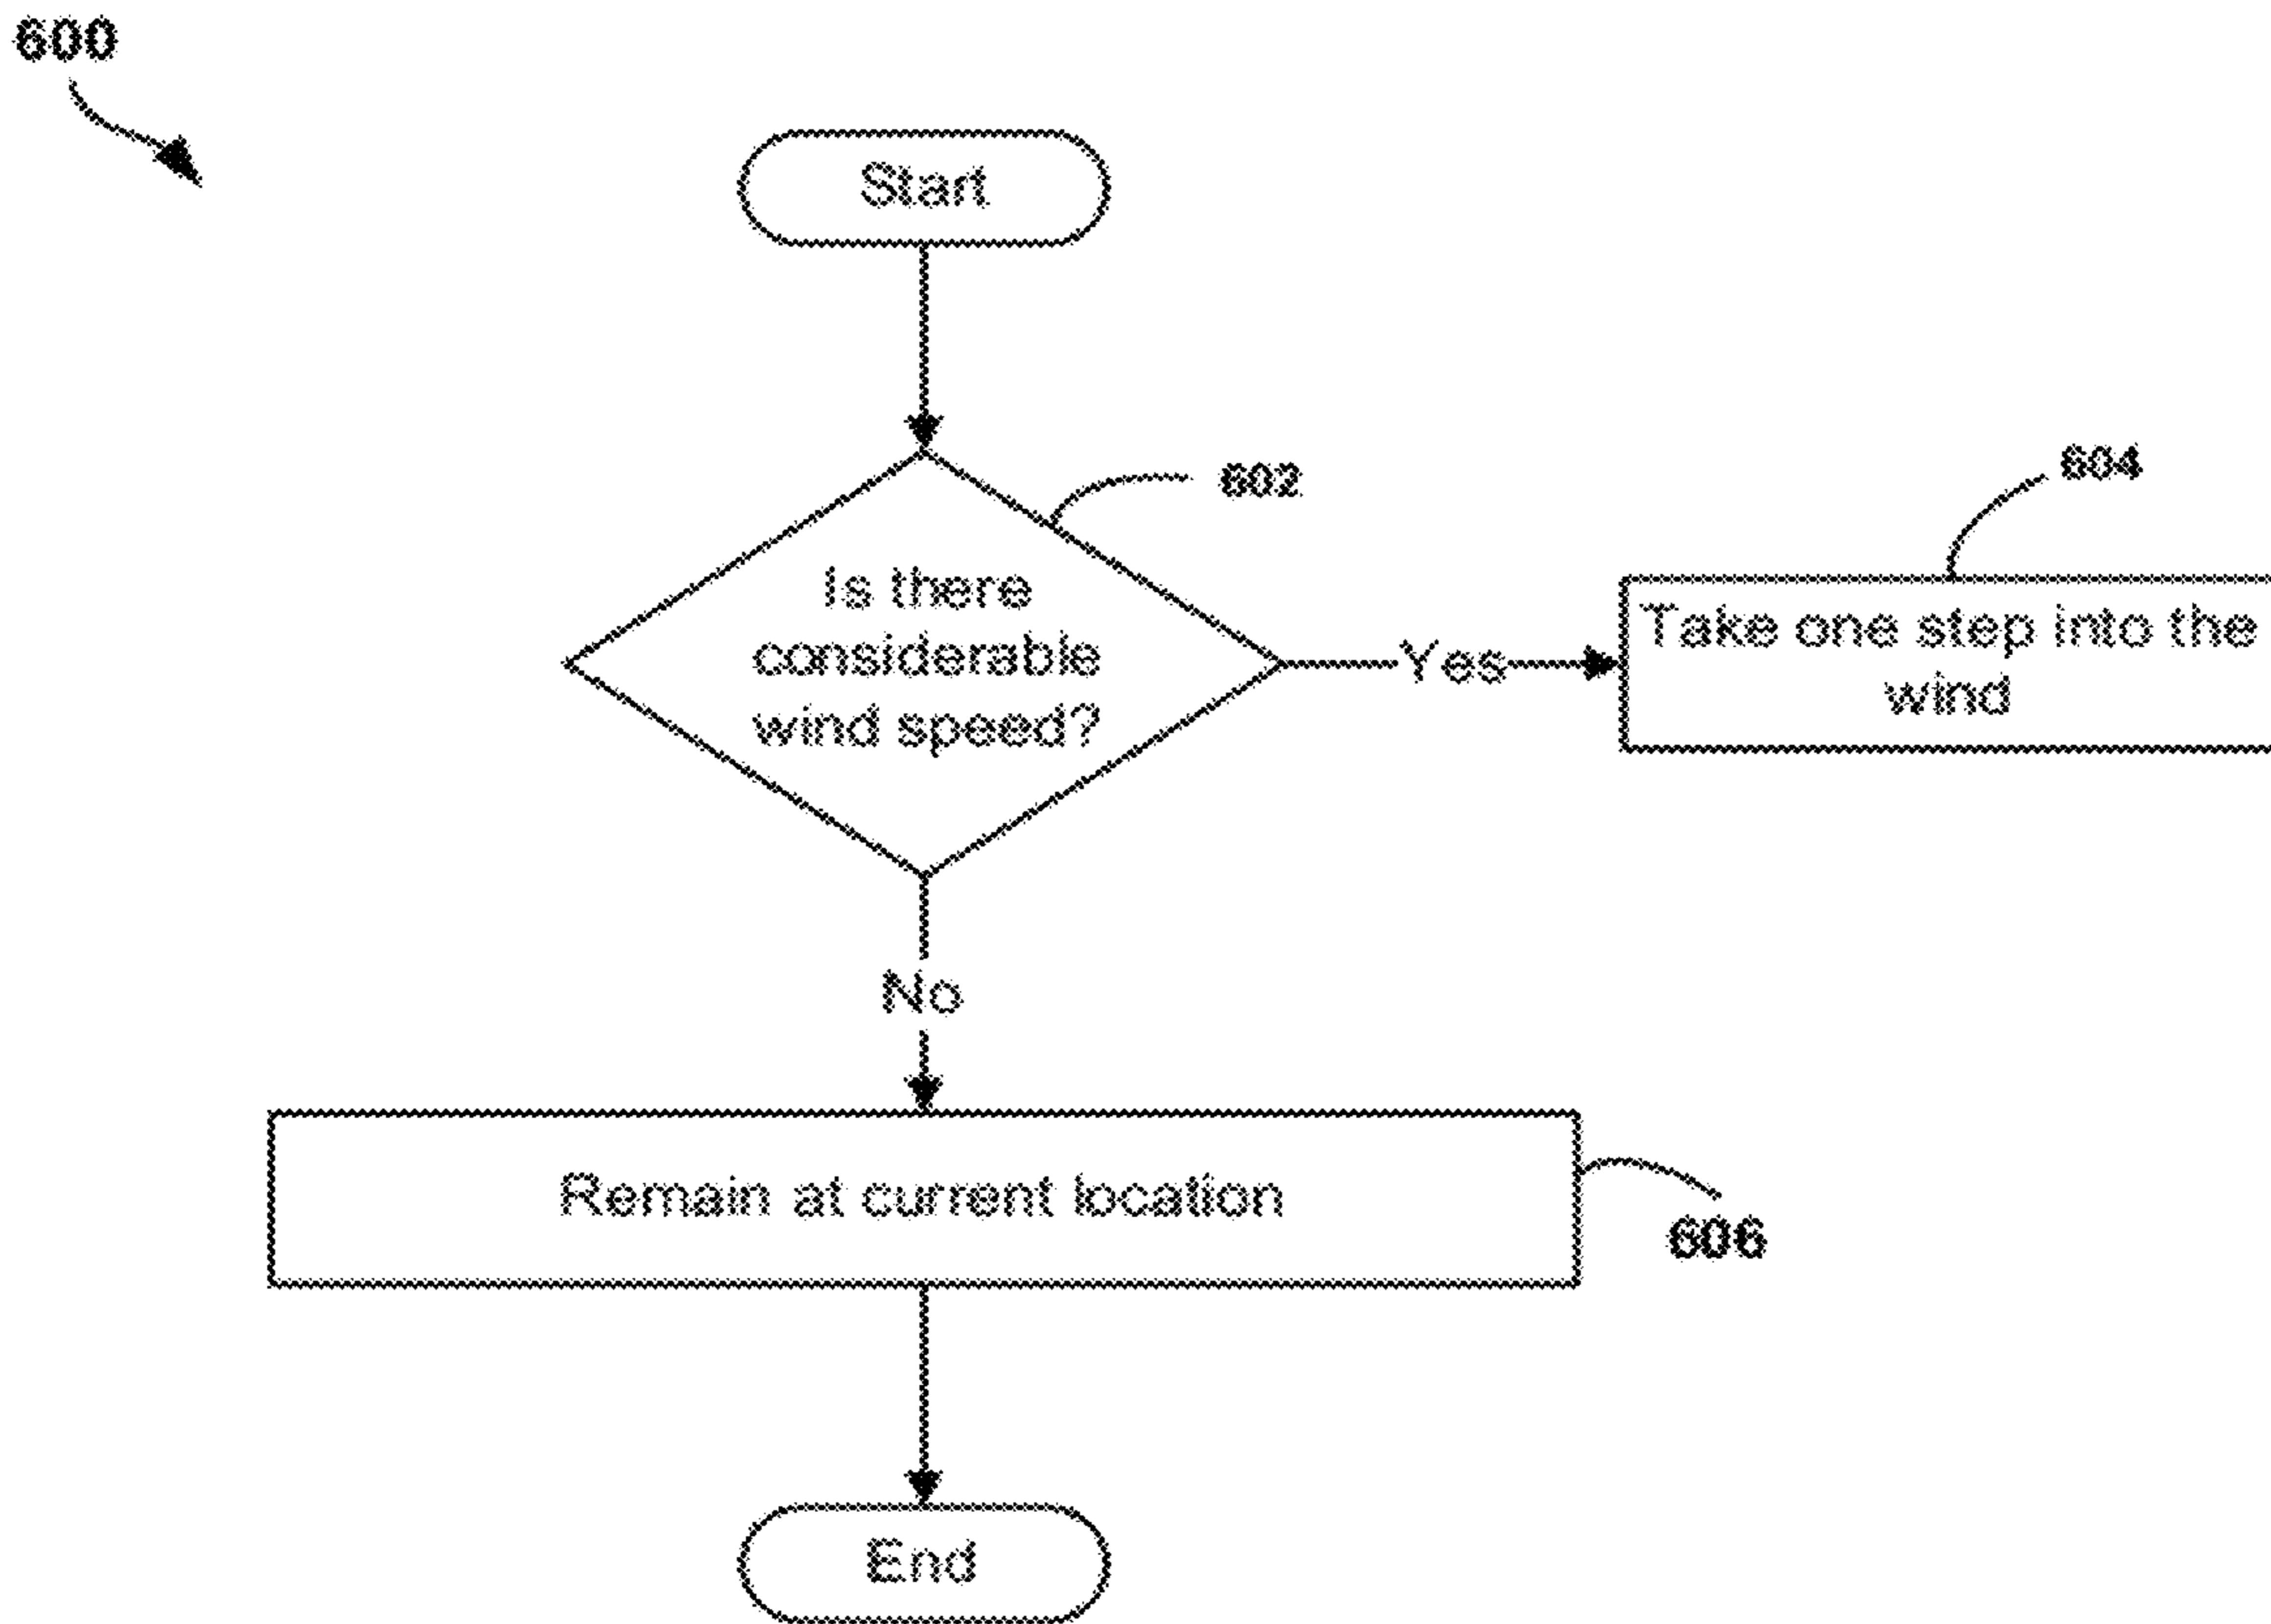 600
Start
602
604
Is there
considerable
wind speed?
Yes
Take one step into the
wind
No
Remain at current location
606
End